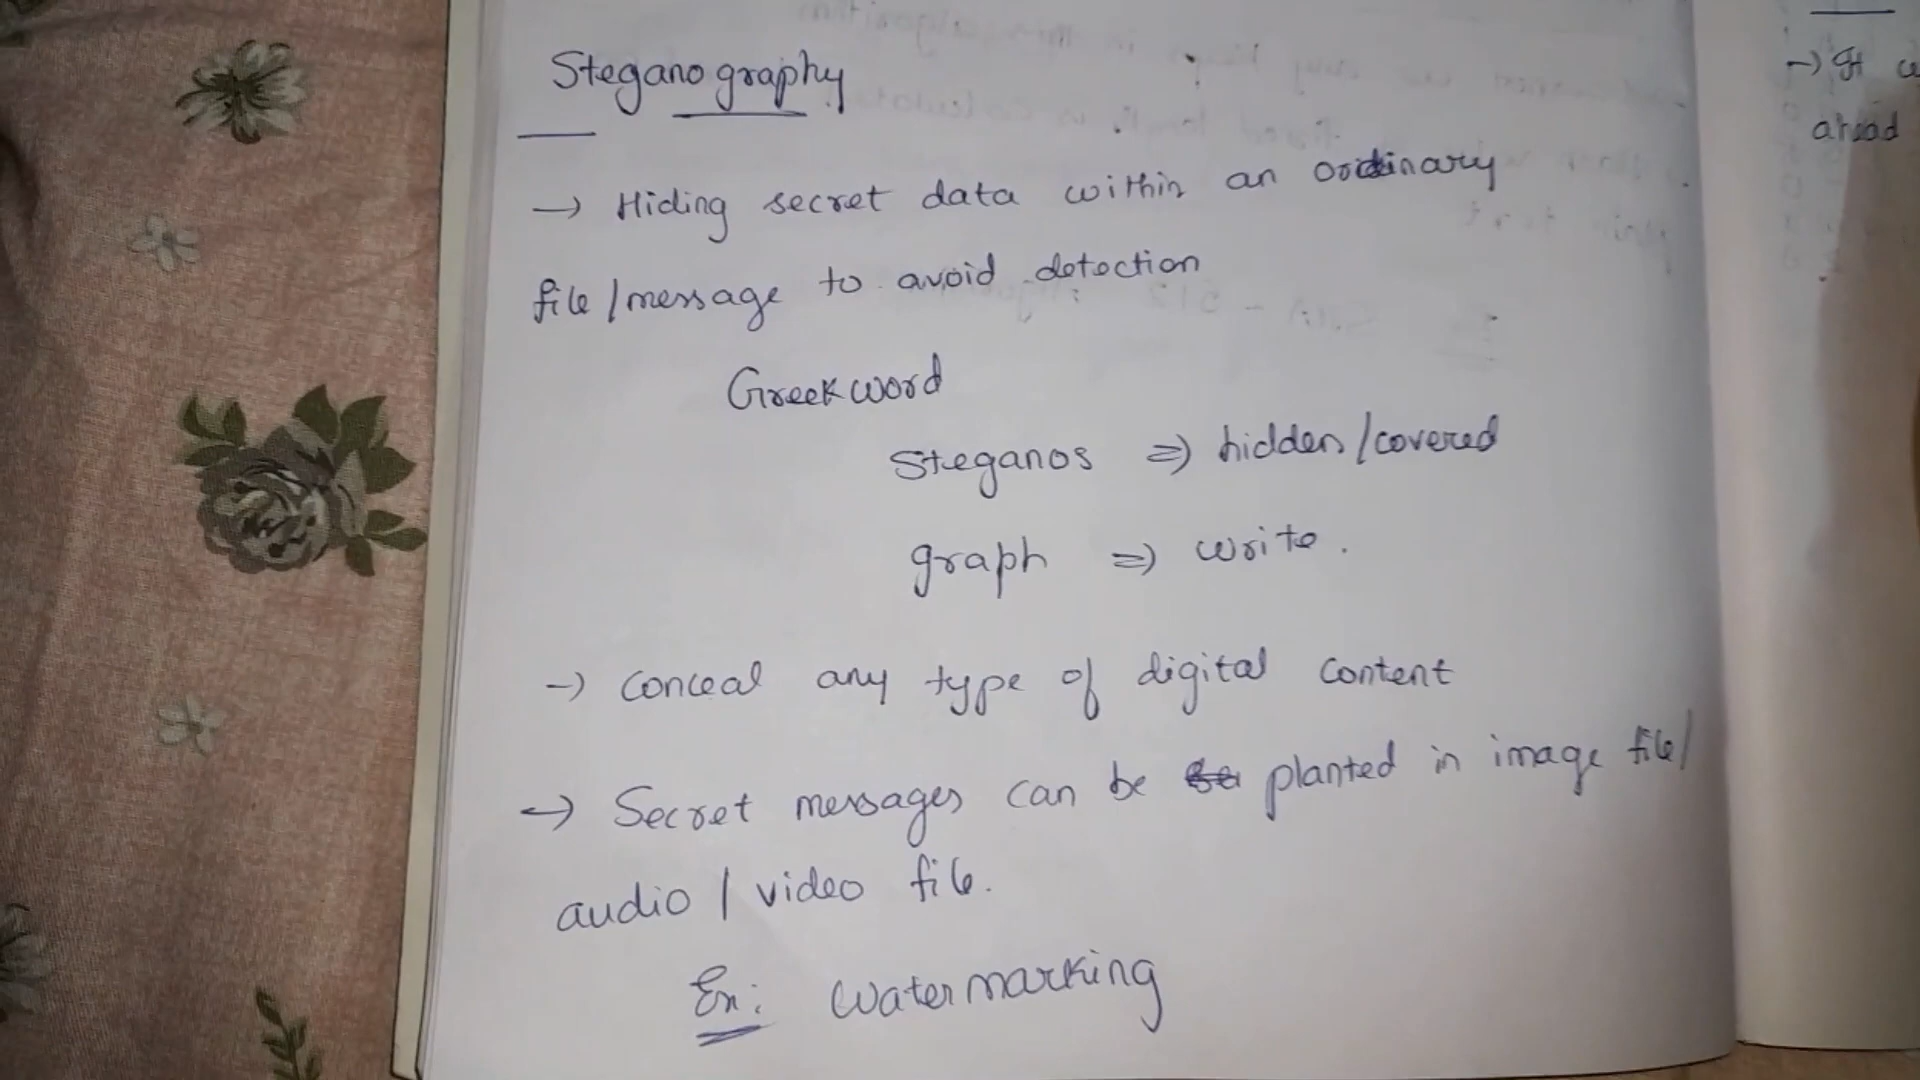 Steganography
→ Hiding secret data within an ordinary
file/message to avoid detection
Greek word
Steganos ⇒ hidden/covered
graph ⇒ write.
→ conceal any type of digital content
→ Secret messages can be planted in image file/
audio/video file.
Ex: Watermarking
→ It
ahead